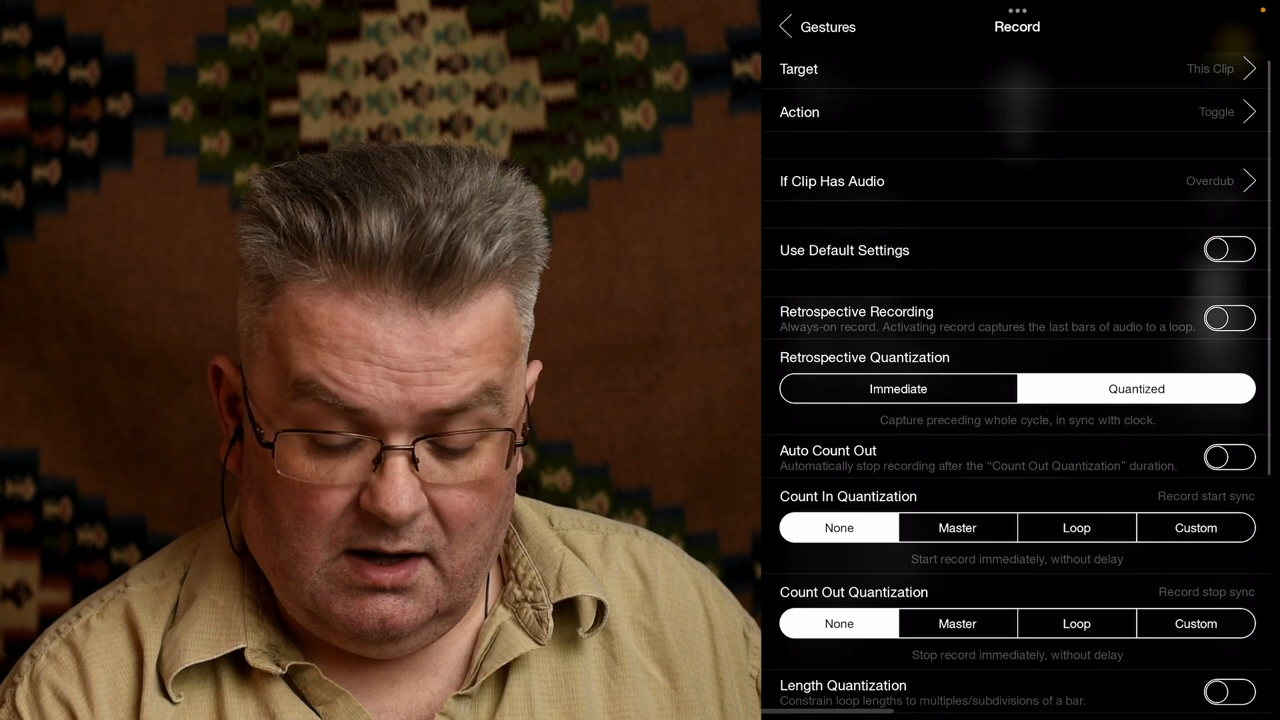 Gestures
Record
Target
This Clip
Action
Toggle
If Clip Has Audio
Overdub
Use Default Settings
Retrospective Recording
Always-on record. Activating record captures the last bars of audio to a loop.
Retrospective Quantization
Immediate
Quantized
Capture preceding whole cycle, in sync with clock.
Auto Count Out
Automatically stop recording after the “Count Out Quantization” duration.
Count In Quantization
Record start sync
None
Master
Loop
Custom
Start record immediately, without delay
Count Out Quantization
Record stop sync
None
Master
Loop
Custom
Stop record immediately, without delay
Length Quantization
Constrain loop lengths to multiples/subdivisions of a bar.